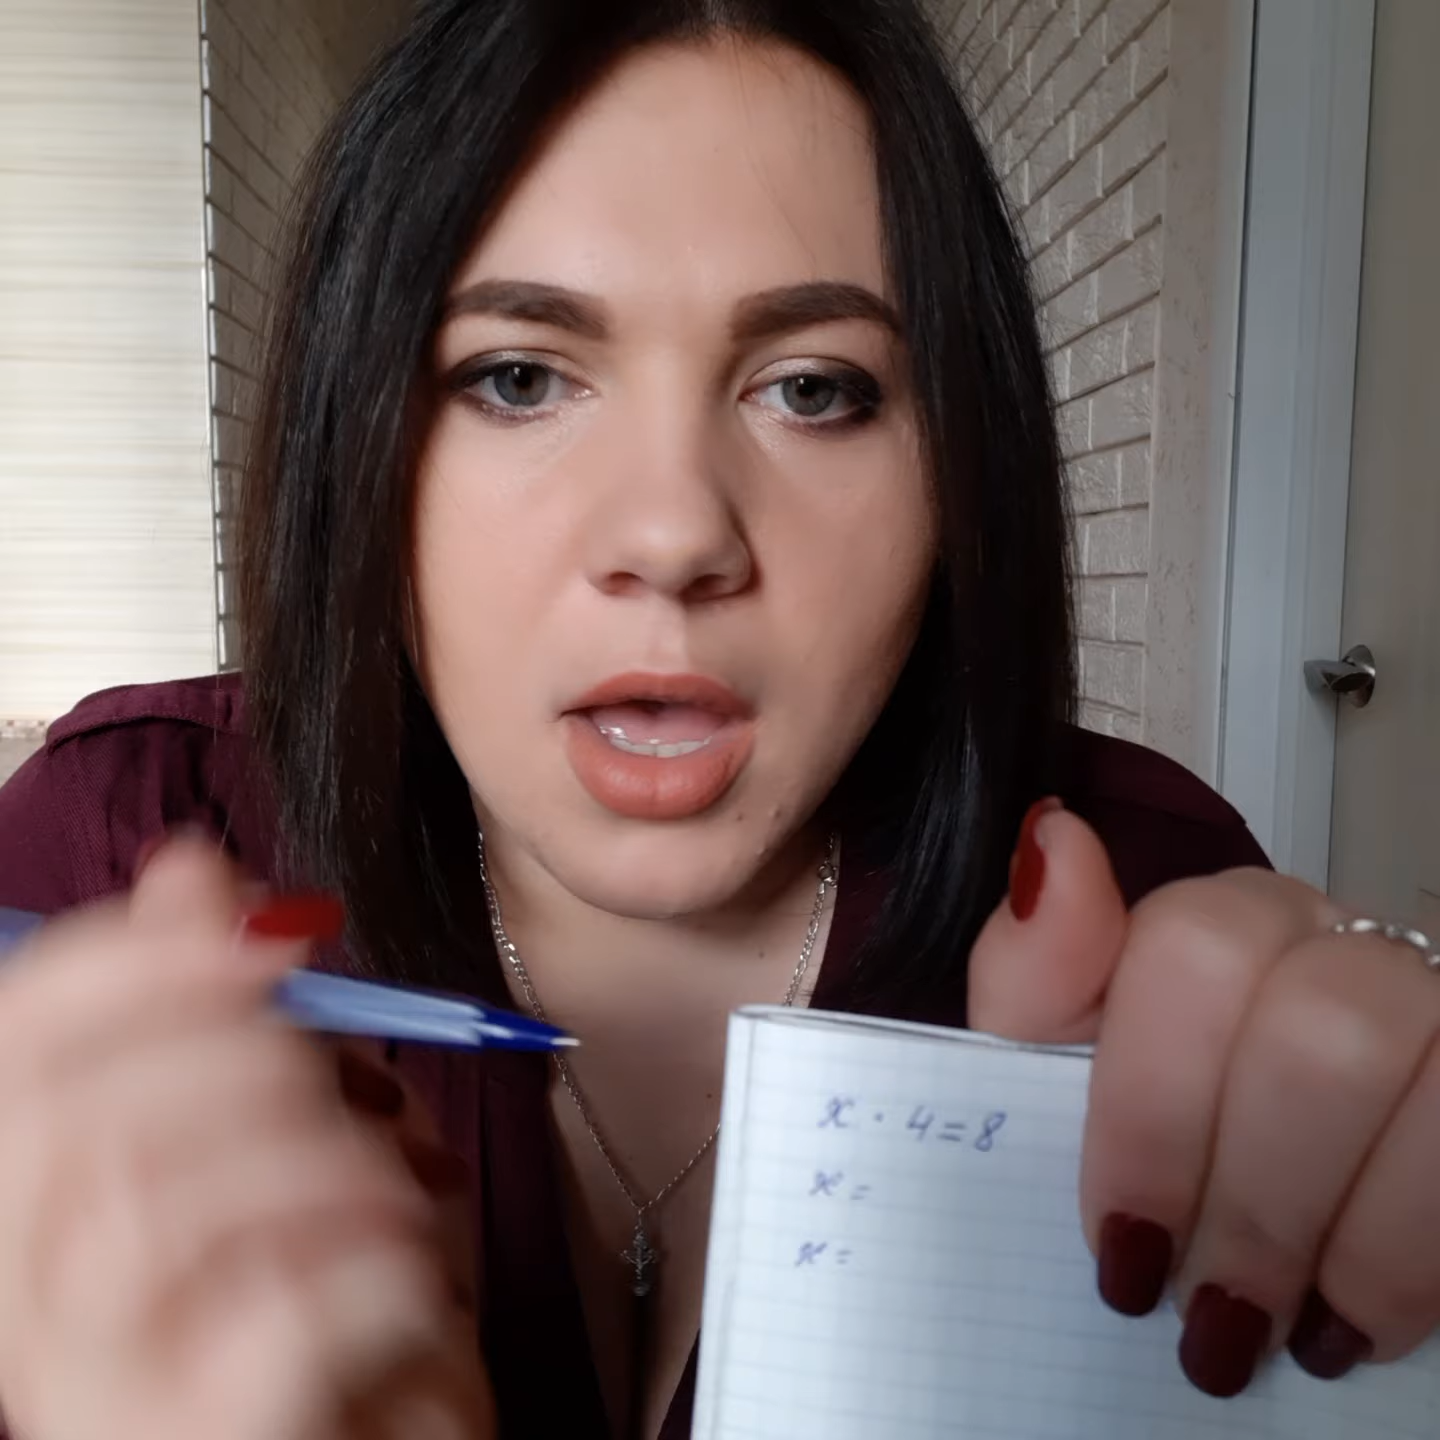 x · 4 = 8
x =
x =